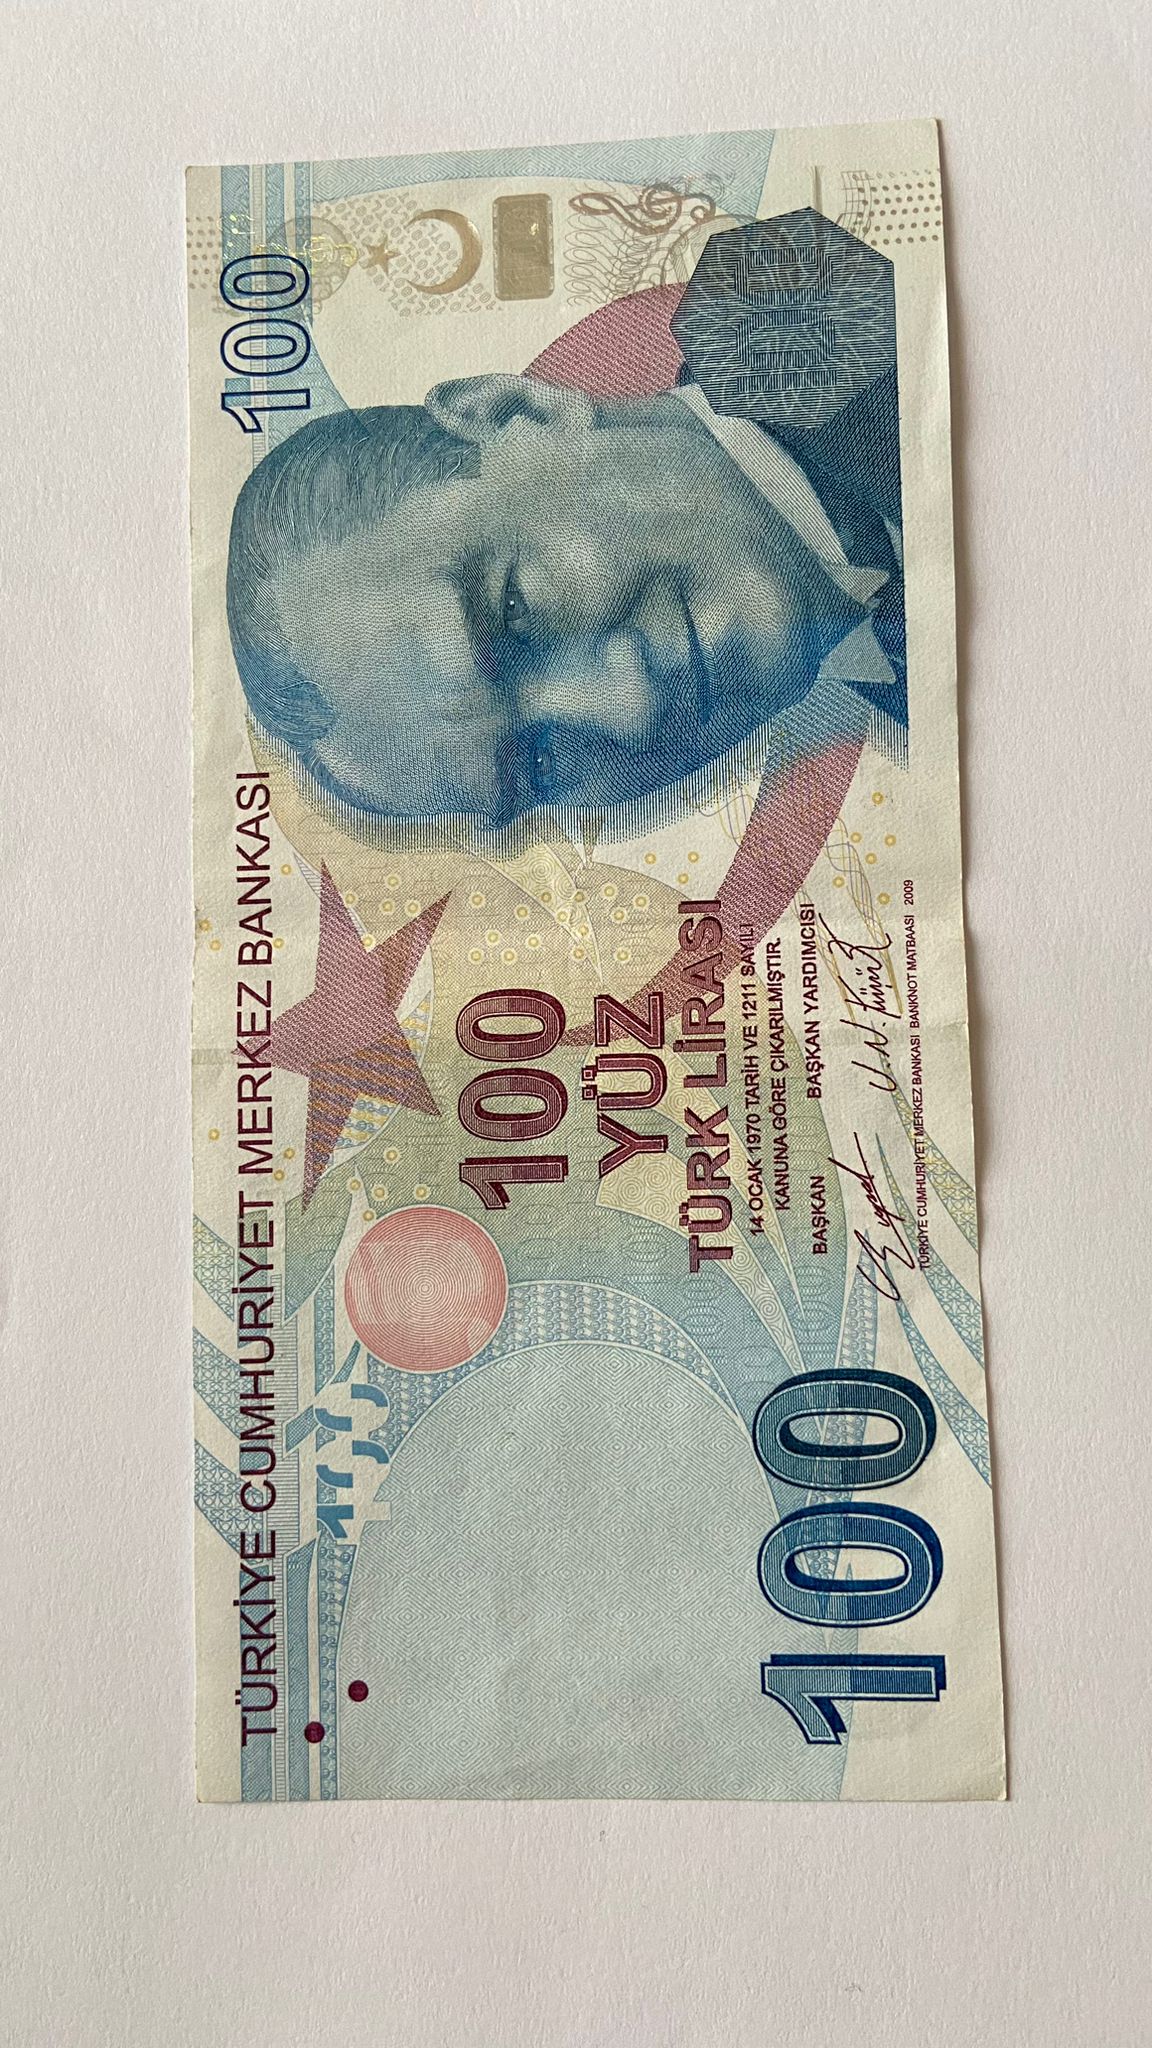 TÜRKİYE CUMHURİYET MERKEZ BANKASI
100
100
YÜZ
TÜRK LİRASI
14 OCAK 1970 TARİH VE 1211 SAYILI
KANUNA GÖRE ÇIKARILMIŞTIR.
BAŞKAN
BAŞKAN YARDIMCISI
TÜRKİYE CUMHURİYET MERKEZ BANKASI BANKNOT MATBAASI 2009
100
100